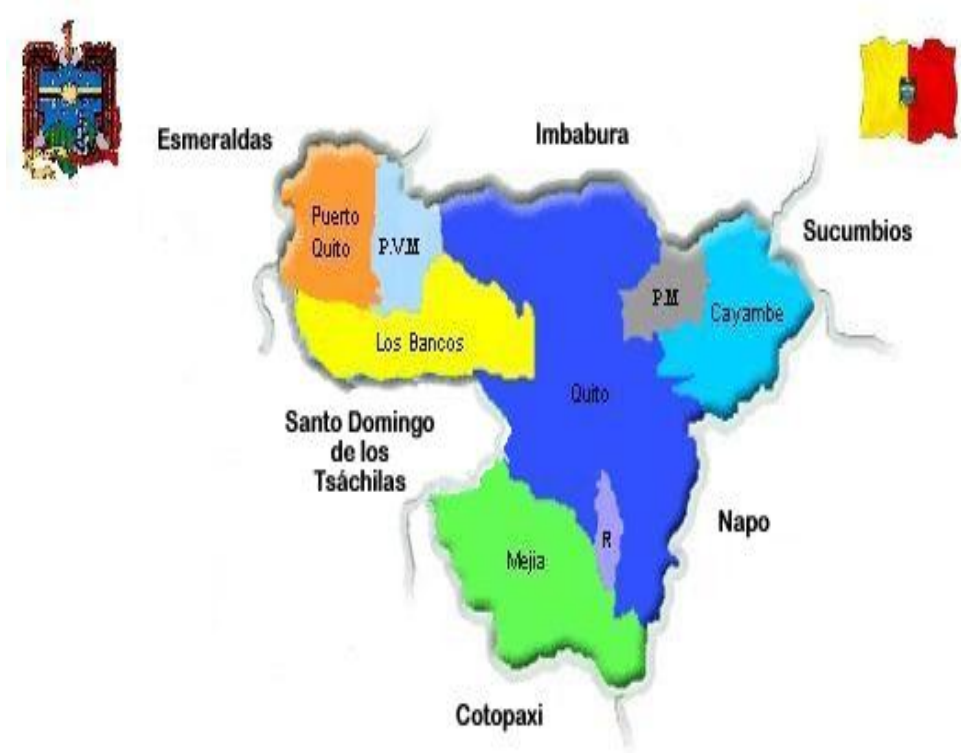 Esmeraldas
Imbabura
Sucumbios
Puerto
Quito
P.V.M
P.M
Cayambe
Los Bancos
Quito
Santo Domingo
de los
Tsáchilas
Napo
R
Mejia
Cotopaxi